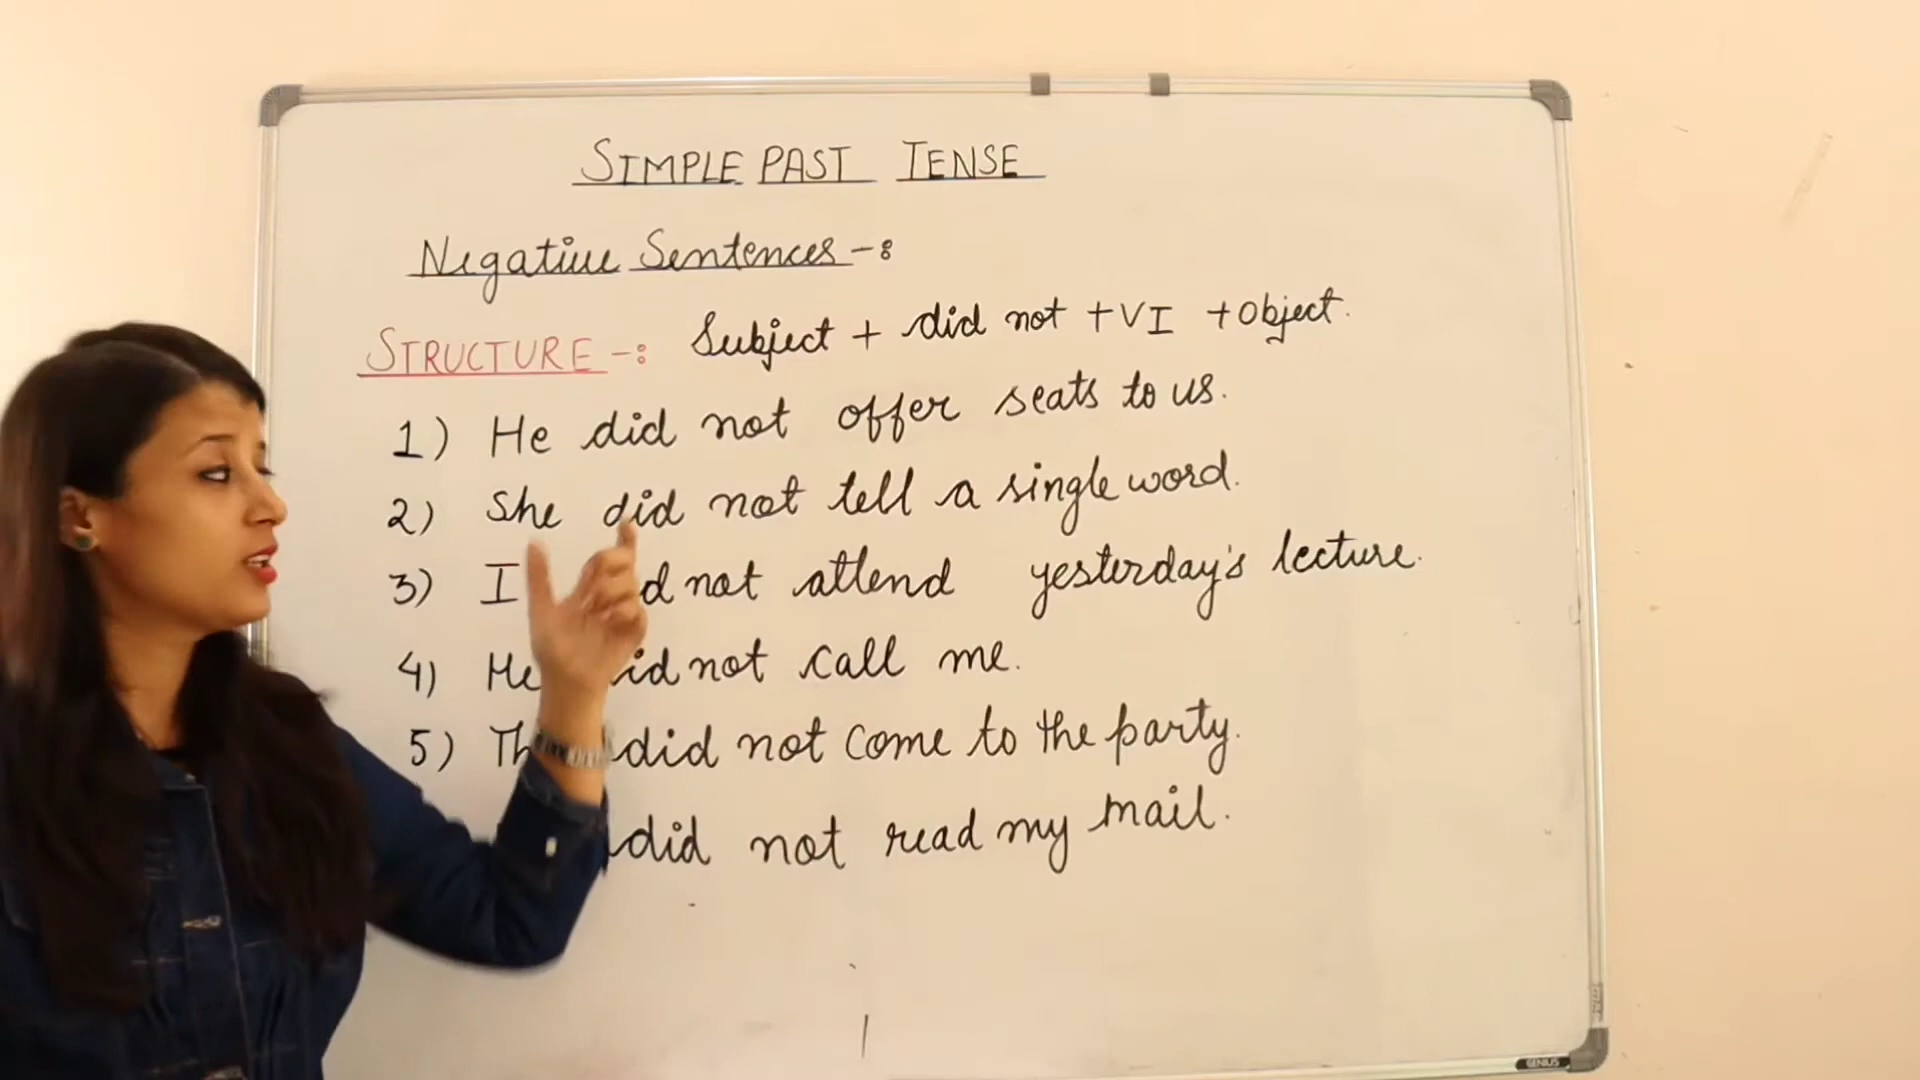 SIMPLE PAST TENSE
Negative Sentences -:
STRUCTURE -: Subject + did not + VI + Object.
1) He did not offer seats to us.
2) She did not tell a single word.
3) I not attend yesterday's lecture.
4) He not call me.
5) did not come to the party.
did not read my mail.
GENIUS